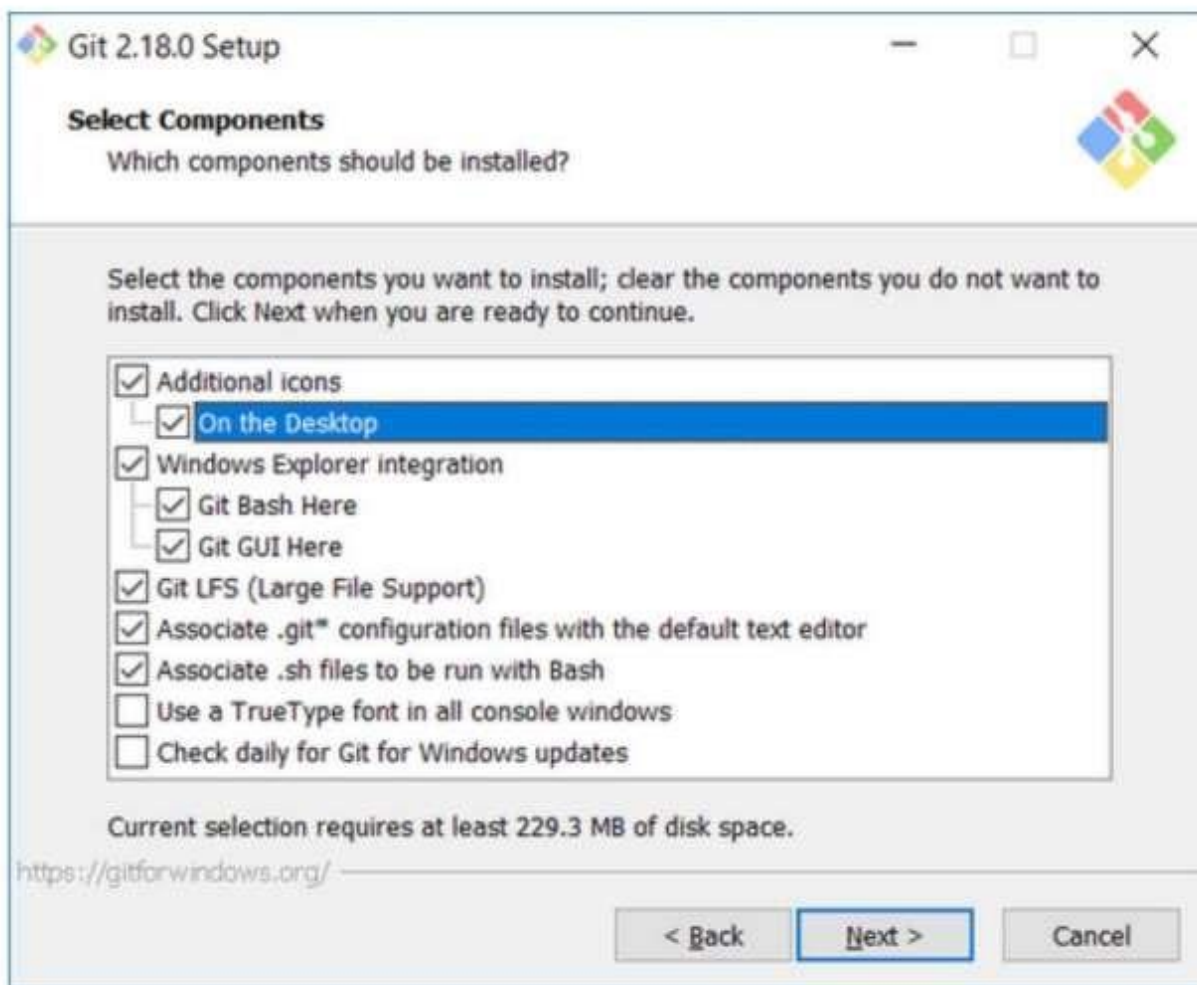 Git 2.18.0 Setup
Select Components
Which components should be installed?
Select the components you want to install; clear the components you do not want to
install. Click Next when you are ready to continue.
Additional icons
On the Desktop
Windows Explorer integration
Git Bash Here
Git GUI Here
Git LFS (Large File Support)
Associate .git* configuration files with the default text editor
Associate .sh files to be run with Bash
Use a TrueType font in all console windows
Check daily for Git for Windows updates
Current selection requires at least 229.3 MB of disk space.
https://gitforwindows.org/
< Back
Next >
Cancel